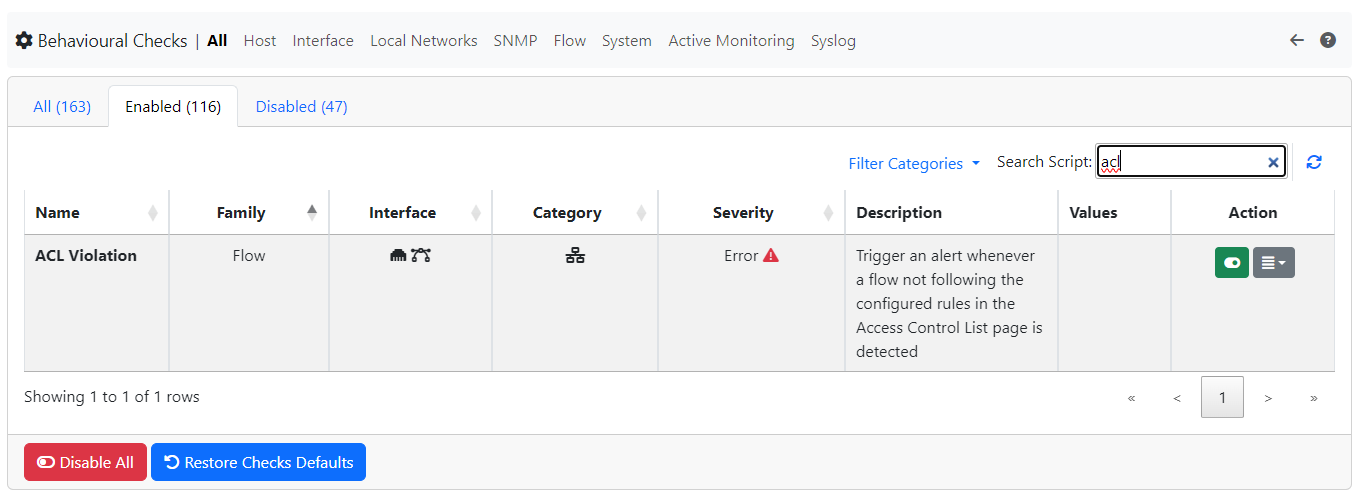 Behavioural Checks | All Host Interface Local Networks SNMP Flow System Active Monitoring Syslog
All (163) Enabled (116) Disabled (47)
Filter Categories Search Script: acl
Name Family Interface Category Severity Description Values Action
ACL Violation Flow Error Trigger an alert whenever
a flow not following the
configured rules in the
Access Control List page is
detected
Showing 1 to 1 of 1 rows « < 1 > »
Disable All Restore Checks Defaults